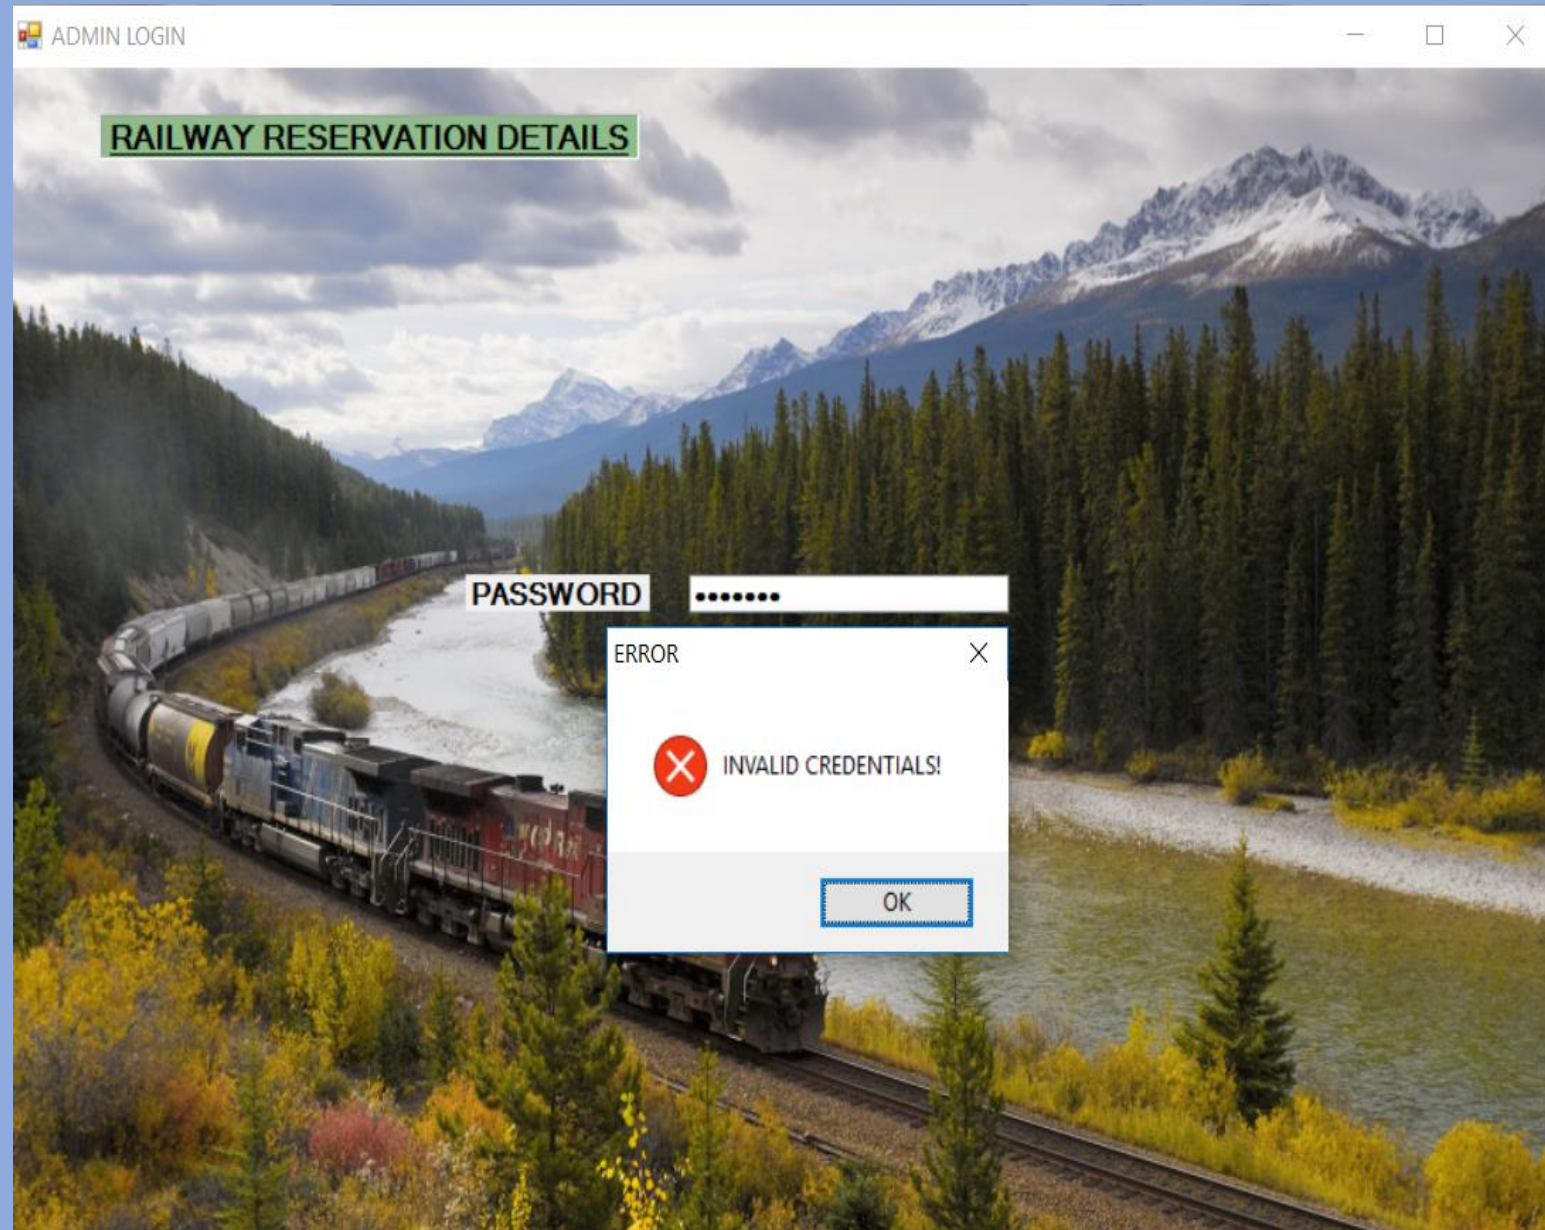 ADMIN LOGIN
RAILWAY RESERVATION DETAILS
PASSWORD
ERROR
INVALID CREDENTIALS!
OK